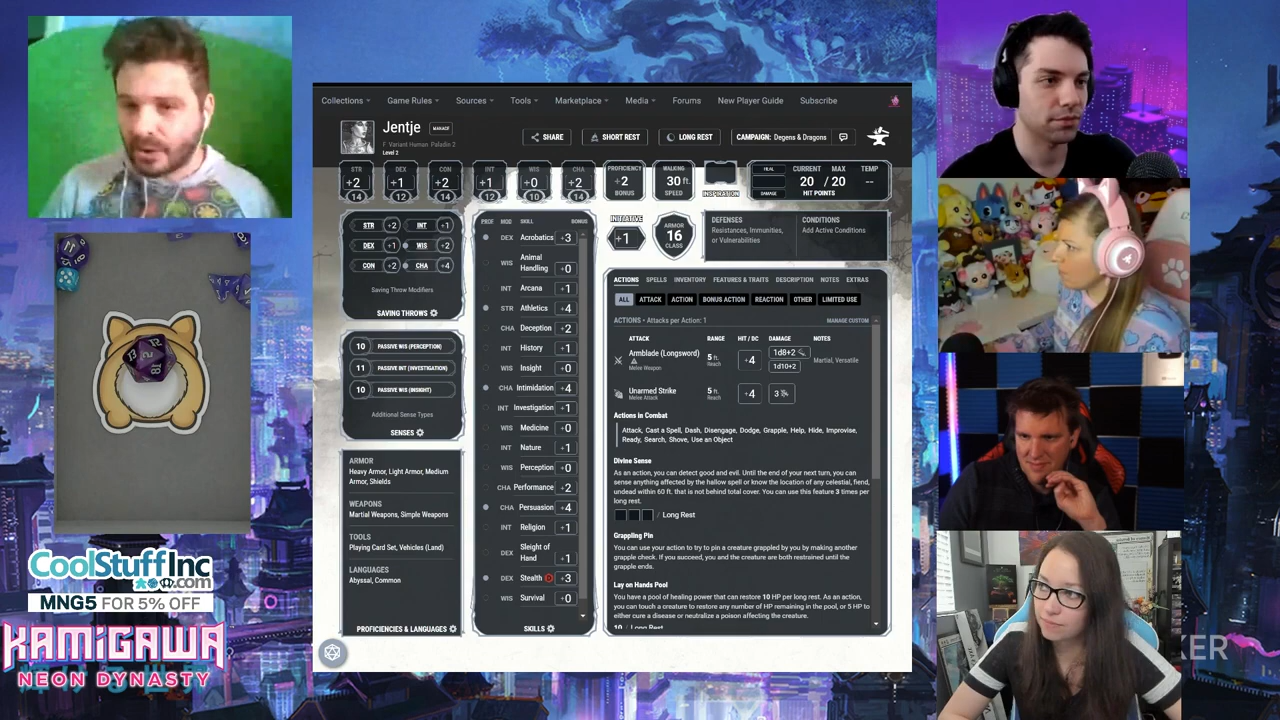 Collections Game Rules Sources Tools Marketplace Media Forums New Player Guide Subscribe
Jentje MANAGE
F Variant Human Paladin 2
Level 2
SHARE SHORT REST LONG REST CAMPAIGN: Degens & Dragons
STR +2 14
DEX +1 12
CON +2 14
INT +1 12
WIS +0 10
CHA +2 14
PROFICIENCY +2 BONUS
WALKING 30 ft. SPEED
INSPIRATION
HEAL
DAMAGE
CURRENT MAX TEMP
20 / 20 --
HIT POINTS
STR +2 INT +1
DEX +1 WIS +2
CON +2 CHA +4
Saving Throw Modifiers
SAVING THROWS
10 PASSIVE WIS (PERCEPTION)
11 PASSIVE INT (INVESTIGATION)
10 PASSIVE WIS (INSIGHT)
Additional Sense Types
SENSES
ARMOR
Heavy Armor, Light Armor, Medium
Armor, Shields
WEAPONS
Martial Weapons, Simple Weapons
TOOLS
Playing Card Set, Vehicles (Land)
LANGUAGES
Abyssal, Common
PROFICIENCIES & LANGUAGES
PROF MOD SKILL BONUS
DEX Acrobatics +3
WIS Animal Handling +0
INT Arcana +1
STR Athletics +4
CHA Deception +2
INT History +1
WIS Insight +0
CHA Intimidation +4
INT Investigation +1
WIS Medicine +0
INT Nature +1
WIS Perception +0
CHA Performance +2
CHA Persuasion +4
INT Religion +1
DEX Sleight of Hand +1
DEX Stealth D +3
WIS Survival +0
SKILLS
INITIATIVE
+1
ARMOR
16
CLASS
DEFENSES
Resistances, Immunities,
or Vulnerabilities
CONDITIONS
Add Active Conditions
ACTIONS SPELLS INVENTORY FEATURES & TRAITS DESCRIPTION NOTES EXTRAS
ALL ATTACK ACTION BONUS ACTION REACTION OTHER LIMITED USE
ACTIONS • Attacks per Action: 1 MANAGE CUSTOM
ATTACK RANGE HIT / DC DAMAGE NOTES
Armblade (Longsword) 5 ft. +4 1d8+2 Martial, Versatile
Melee Weapon Reach 1d10+2
Unarmed Strike 5 ft. +4 3
Melee Attack Reach
Actions in Combat
Attack, Cast a Spell, Dash, Disengage, Dodge, Grapple, Help, Hide, Improvise,
Ready, Search, Shove, Use an Object
Divine Sense
As an action, you can detect good and evil. Until the end of your next turn, you can
sense anything affected by the hallow spell or know the location of any celestial, fiend,
undead within 60 ft. that is not behind total cover. You can use this feature 3 times per
long rest.
/ Long Rest
Grappling Pin
You can use your action to try to pin a creature grappled by you by making another
grapple check. If you succeed, you and the creature are both restrained until the
grapple ends.
Lay on Hands Pool
You have a pool of healing power that can restore 10 HP per long rest. As an action,
you can touch a creature to restore any number of HP remaining in the pool, or 5 HP to
either cure a disease or neutralize a poison affecting the creature.
10 / Long Rest
CoolStuffInc
.com
MNG5 FOR 5% OFF
KAMIGAWA
NEON DYNASTY